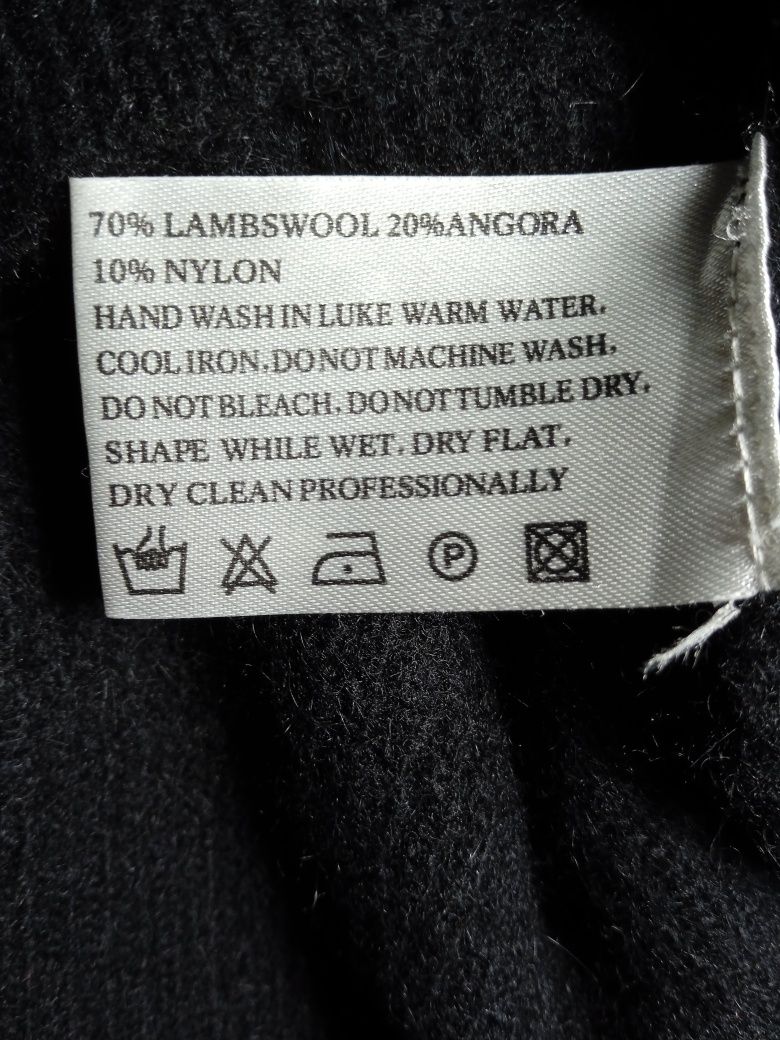 70% LAMBSWOOL 20%ANGORA
10% NYLON
HAND WASH IN LUKE WARM WATER.
COOL IRON. DO NOT MACHINE WASH.
DO NOT BLEACH. DO NOT TUMBLE DRY.
SHAPE WHILE WET. DRY FLAT.
DRY CLEAN PROFESSIONALLY
P